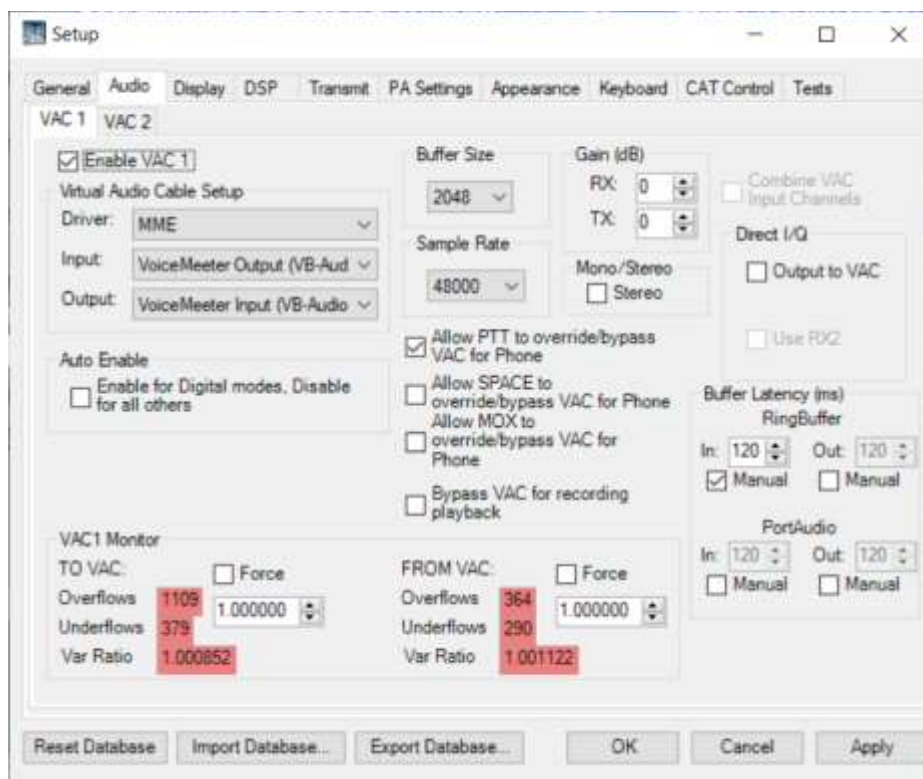 Setup
General Audio Display DSP Transmit PA Settings Appearance Keyboard CAT Control Tests
VAC 1 VAC 2
Enable VAC 1
Virtual Audio Cable Setup
Driver: MME
Input: VoiceMeeter Output (VB-Aud
Output: VoiceMeeter Input (VB-Audio
Auto Enable
Enable for Digital modes, Disable
for all others
Buffer Size
2048
Sample Rate
48000
Gain (dB)
RX: 0
TX: 0
Mono/Stereo
Stereo
Combine VAC
Input Channels
Direct I/Q
Output to VAC
Use RX2
Allow PTT to override/bypass
VAC for Phone
Allow SPACE to
override/bypass VAC for Phone
Allow MOX to
override/bypass VAC for
Phone
Bypass VAC for recording
playback
Buffer Latency (ms)
RingBuffer
In: 120 Out: 120
Manual Manual
PortAudio
In: 120 Out: 120
Manual Manual
VAC1 Monitor
TO VAC: Force
Overflows 1109 1.000000
Underflows 379
Var Ratio 1.000852
FROM VAC: Force
Overflows 364 1.000000
Underflows 290
Var Ratio 1.001122
Reset Database Import Database... Export Database... OK Cancel Apply